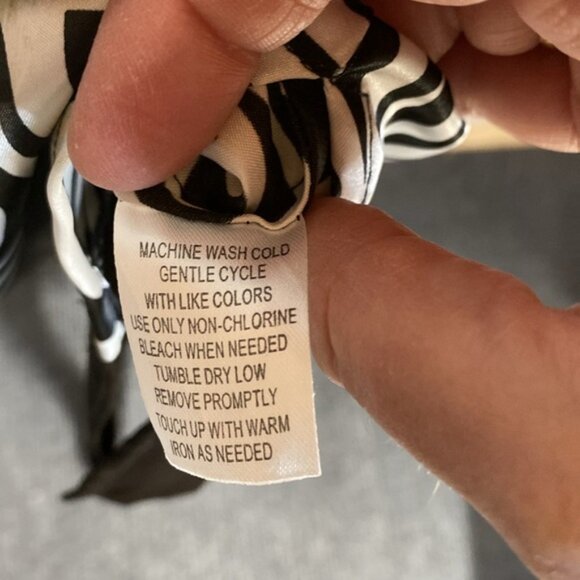 MACHINE WASH COLD
GENTLE CYCLE
WITH LIKE COLORS
USE ONLY NON-CHLORINE
BLEACH WHEN NEEDED
TUMBLE DRY LOW
REMOVE PROMPTLY
TOUCH UP WITH WARM
IRON AS NEEDED